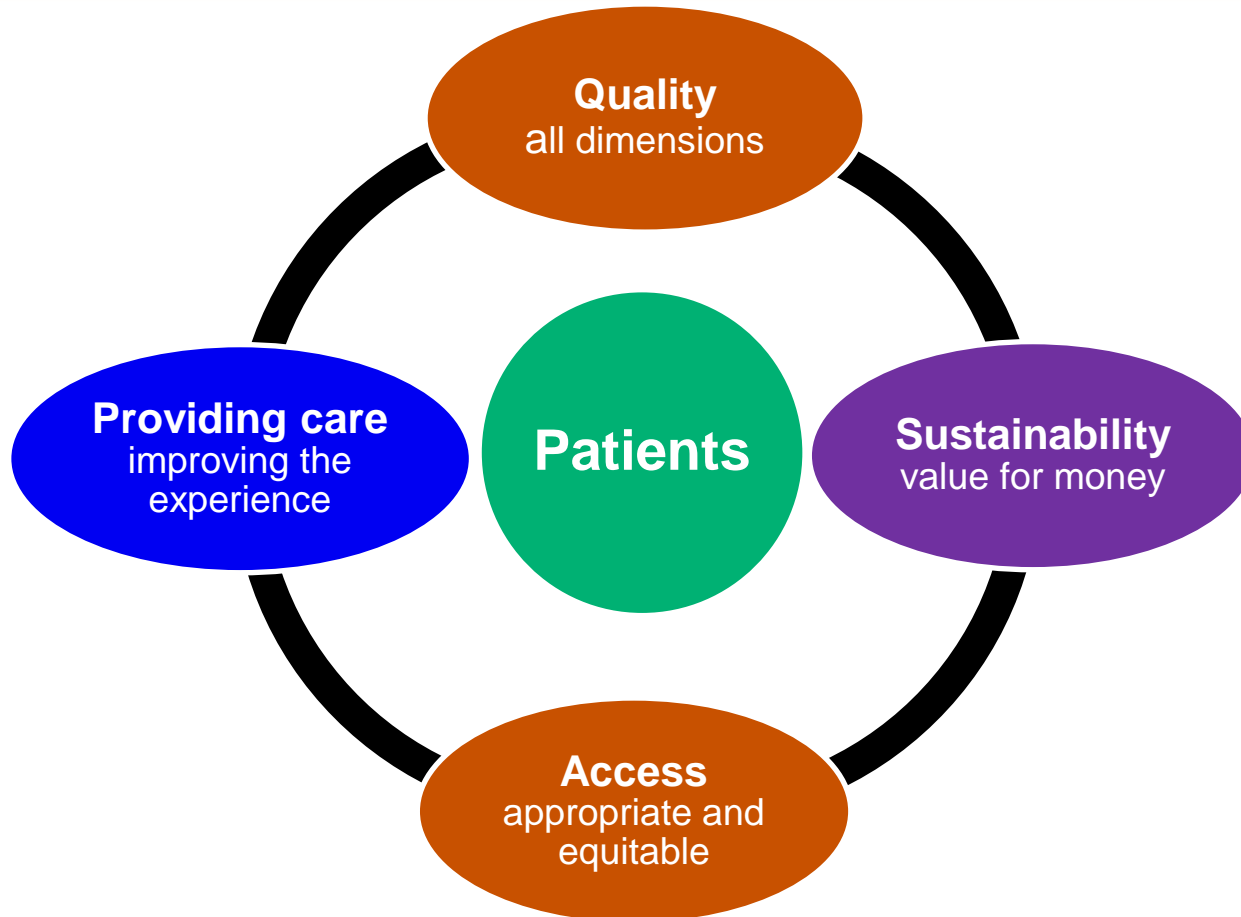 Quality
all dimensions
Providing care
improving the
experience
Patients
Sustainability
value for money
Access
appropriate and
equitable